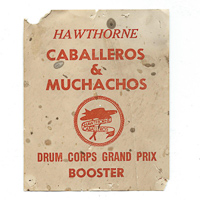 HAWTHORNE
CABALLEROS
&
MUCHACHOS
DRUM CORPS GRAND PRIX
BOOSTER